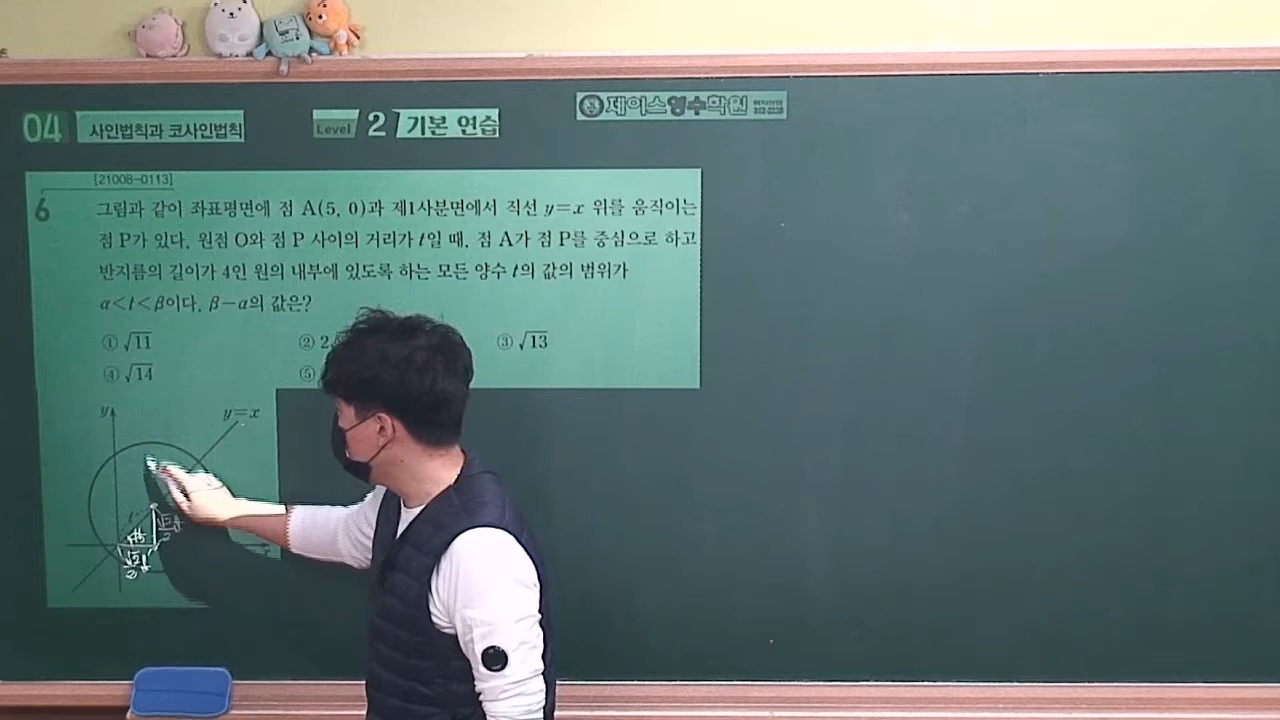 제이스영수학원
04 사인법칙과 코사인법칙 Level 2 기본 연습
[21008-0113]
6 그림과 같이 좌표평면에 점 A(5, 0)과 제1사분면에서 직선 y=x 위를 움직이는
점 P가 있다. 원점 O와 점 P 사이의 거리가 t일 때, 점 A가 점 P를 중심으로 하고
반지름의 길이가 4인 원의 내부에 있도록 하는 모든 양수 t의 값의 범위가
α<t<β이다. β-α의 값은?
① √11 ② 2 ③ √13
④ √14 ⑤
y y=x